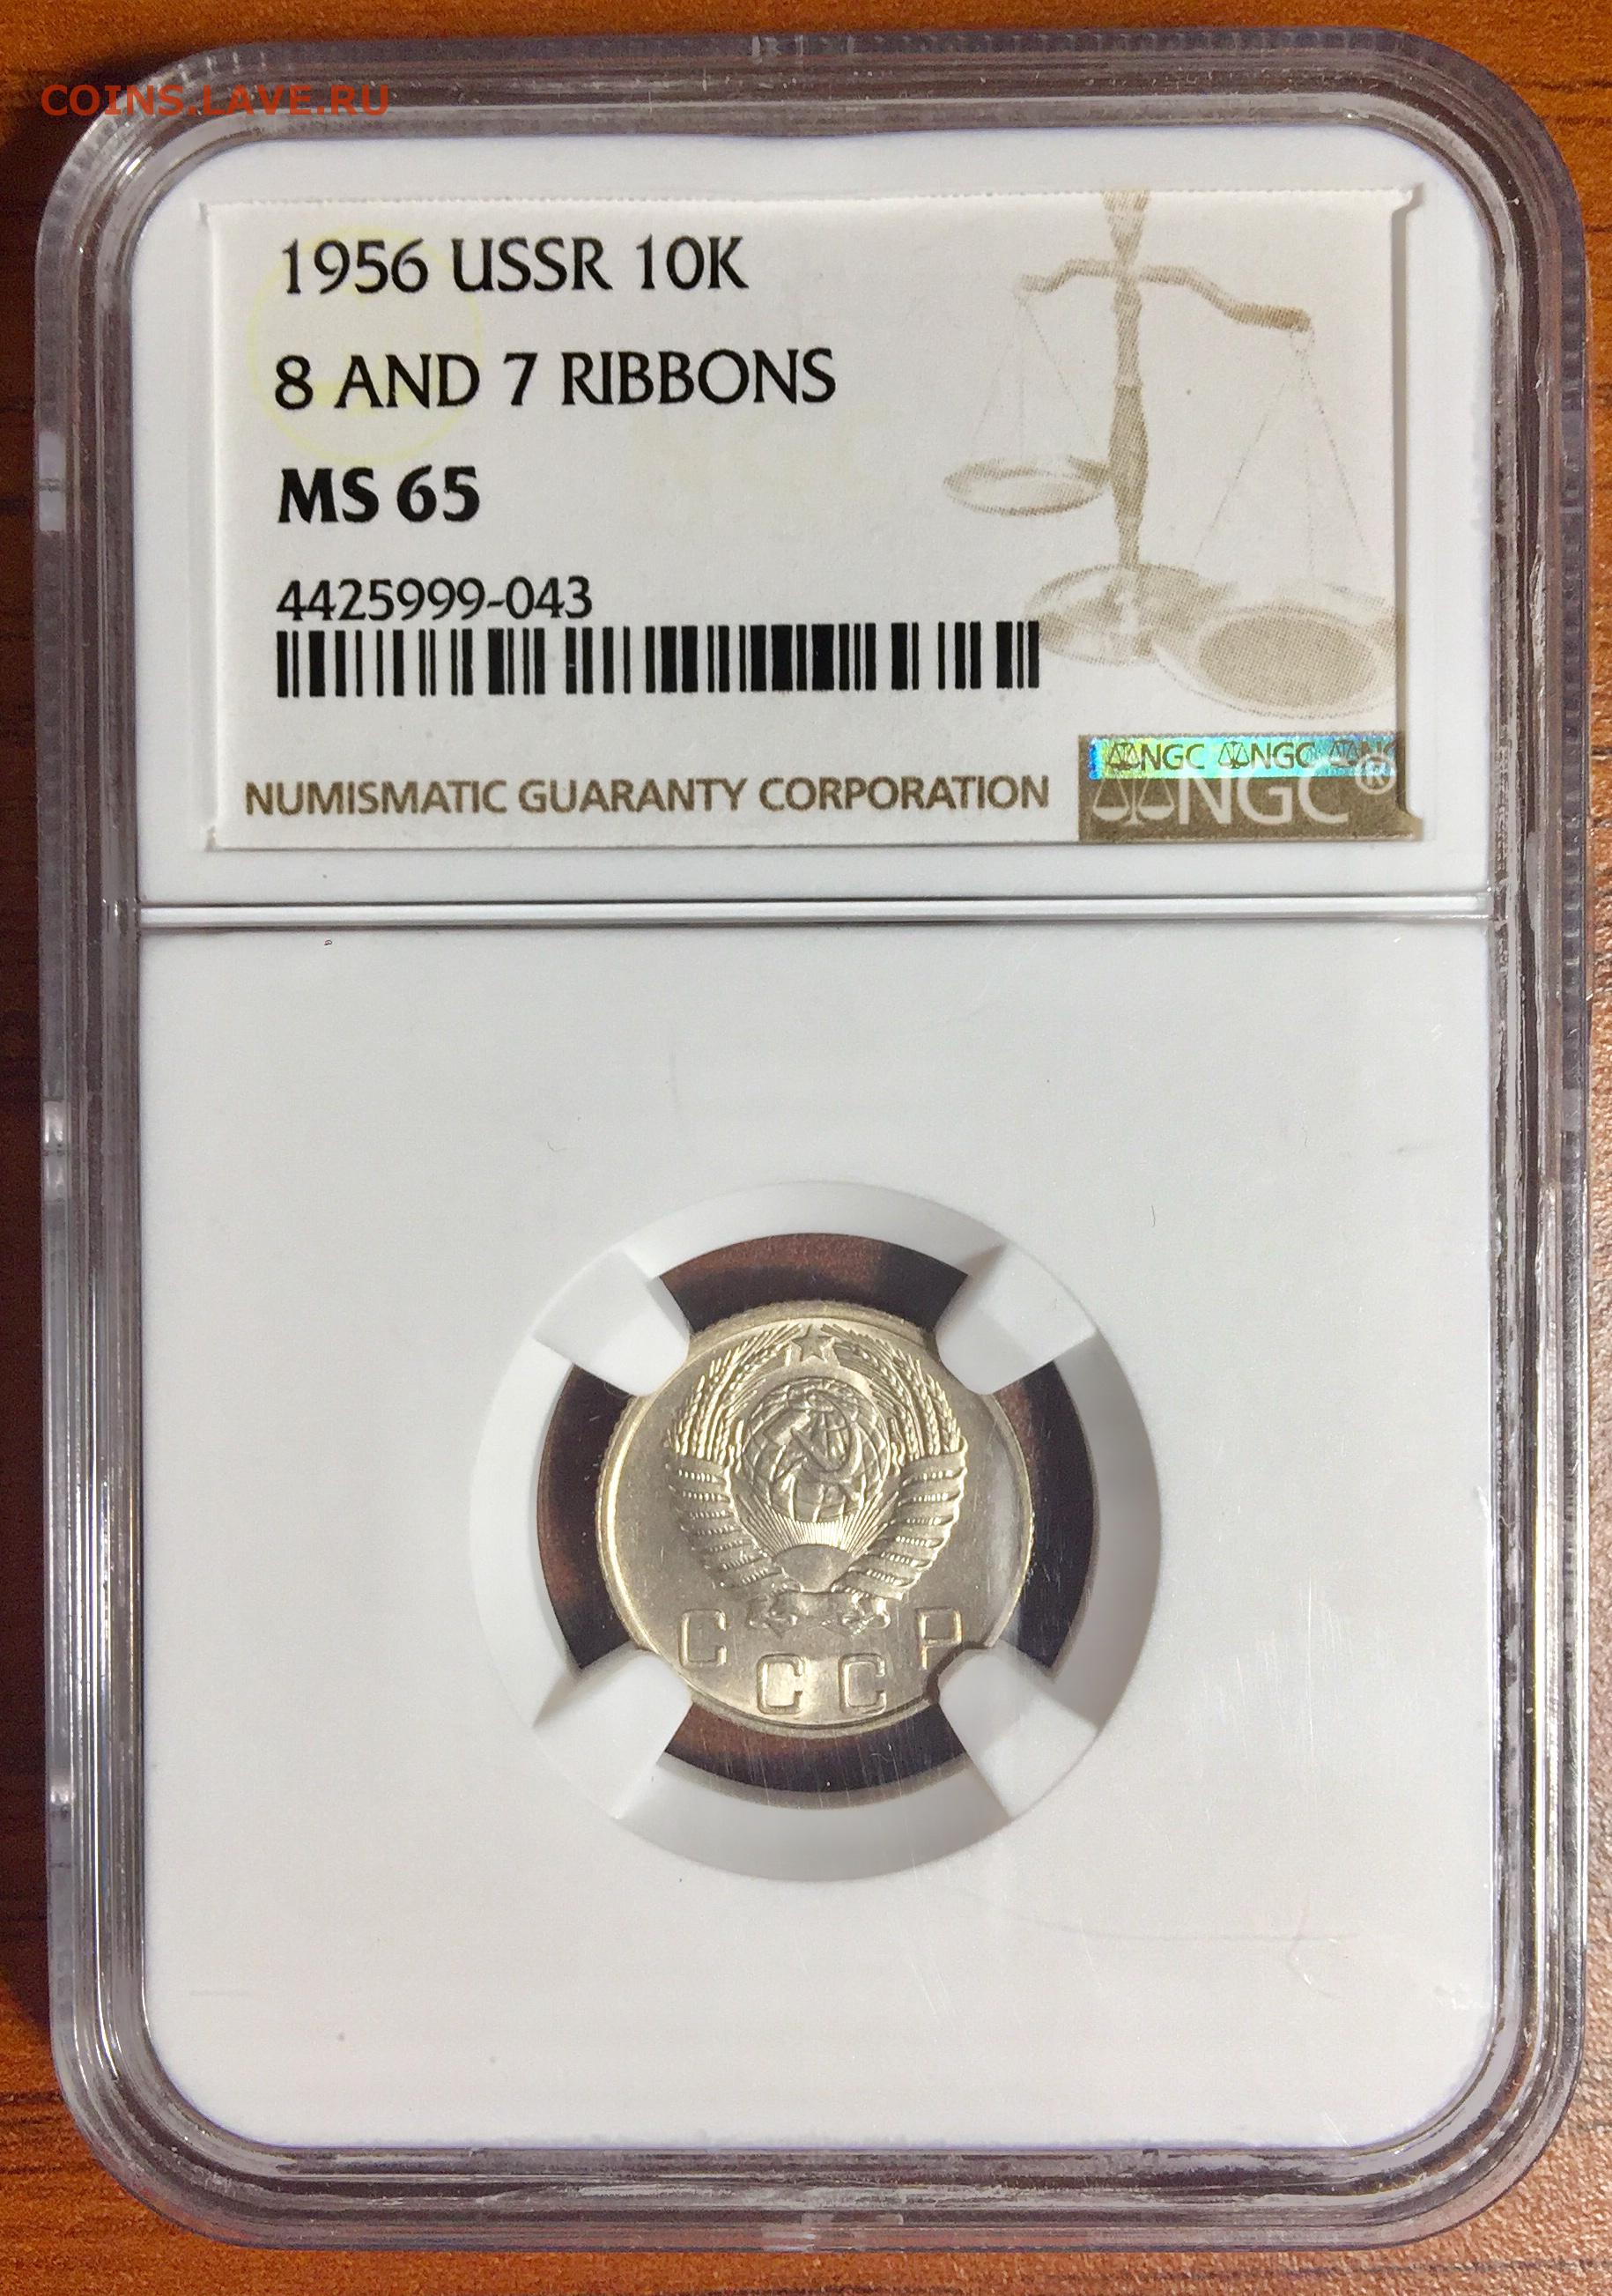 COINS.LAVE.RU
1956 USSR 10K
8 AND 7 RIBBONS
MS 65
4425999-043
NGC NGC
NUMISMATIC GUARANTY CORPORATION NGC®
С Р
С С